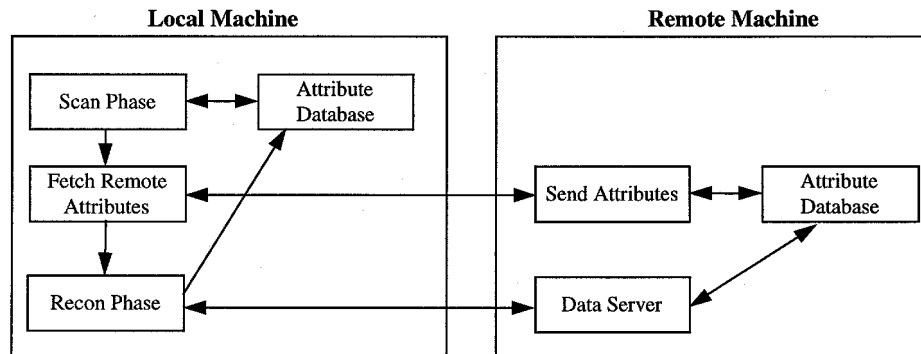 Local Machine
Remote Machine
Scan Phase
Attribute
Database
Fetch Remote
Attributes
Send Attributes
Attribute
Database
Recon Phase
Data Server